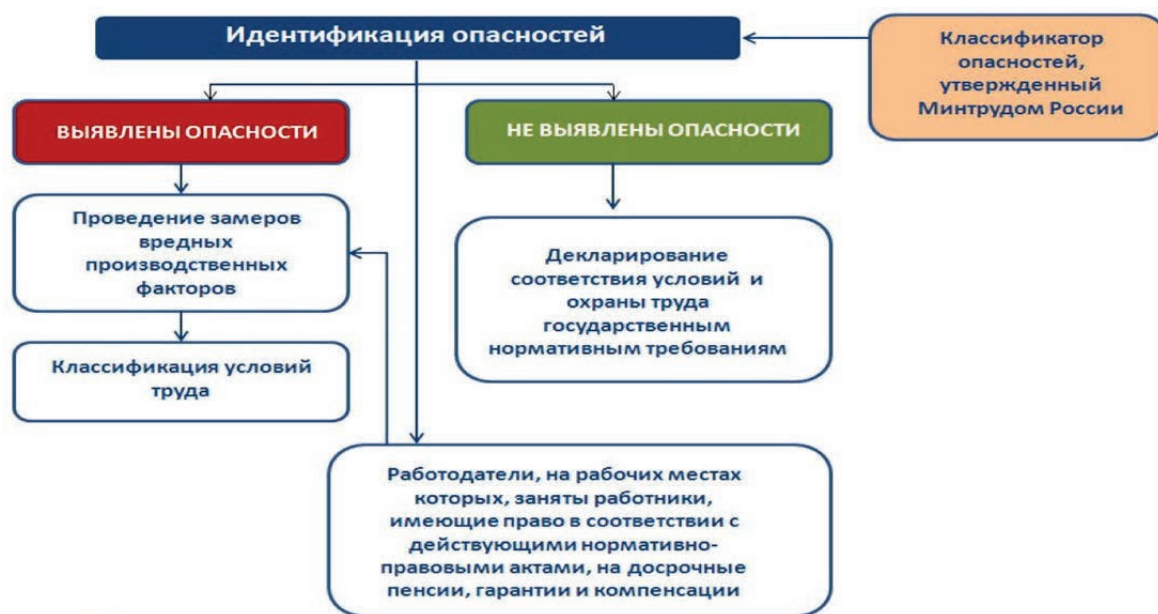 Идентификация опасностей
Классификатор
опасностей,
утвержденный
Минтрудом России
ВЫЯВЛЕНЫ ОПАСНОСТИ
НЕ ВЫЯВЛЕНЫ ОПАСНОСТИ
Проведение замеров
вредных
производственных
факторов
Декларирование
соответствия условий и
охраны труда
государственным
нормативным требованиям
Классификация условий
труда
Работодатели, на рабочих местах
которых, заняты работники,
имеющие право в соответствии с
действующими нормативно-
правовыми актами, на досрочные
пенсии, гарантии и компенсации